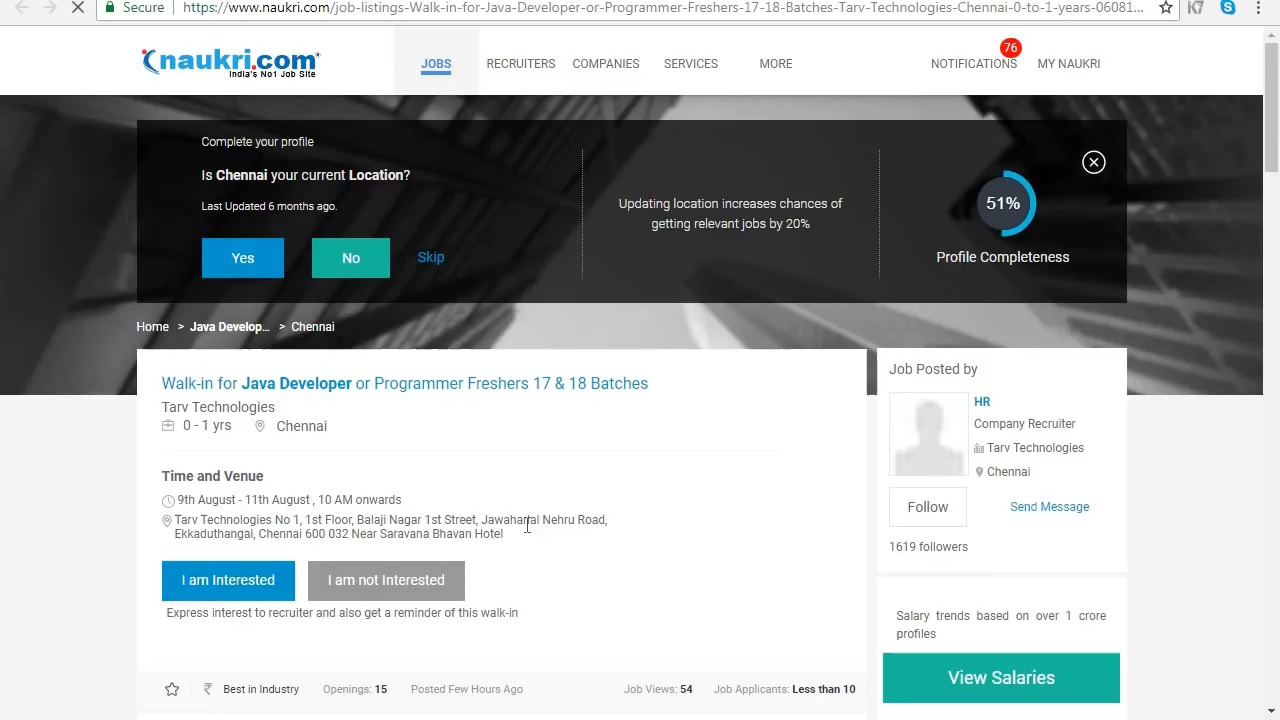 Secure
https://www.naukri.com/job-listings-Walk-in-for-Java-Developer-or-Programmer-Freshers-17-18-Batches-Tarv-Technologies-Chennai-0-to-1-years-06081...
K7
S
naukri.com
India's No1 Job Site
JOBS
RECRUITERS
COMPANIES
SERVICES
MORE
76
NOTIFICATIONS
MY NAUKRI
Complete your profile
Is Chennai your current Location?
Last Updated 6 months ago.
Yes
No
Skip
Updating location increases chances of
getting relevant jobs by 20%
51%
Profile Completeness
Home > Java Develop... > Chennai
Walk-in for Java Developer or Programmer Freshers 17 & 18 Batches
Tarv Technologies
0 - 1 yrs Chennai
Time and Venue
9th August - 11th August , 10 AM onwards
Tarv Technologies No 1, 1st Floor, Balaji Nagar 1st Street, Jawaharlal Nehru Road,
Ekkaduthangal, Chennai 600 032 Near Saravana Bhavan Hotel
I am Interested
I am not Interested
Express interest to recruiter and also get a reminder of this walk-in
₹ Best in Industry
Openings: 15
Posted Few Hours Ago
Job Views: 54
Job Applicants: Less than 10
Job Posted by
HR
Company Recruiter
Tarv Technologies
Chennai
Follow
Send Message
1619 followers
Salary trends based on over 1 crore
profiles
View Salaries